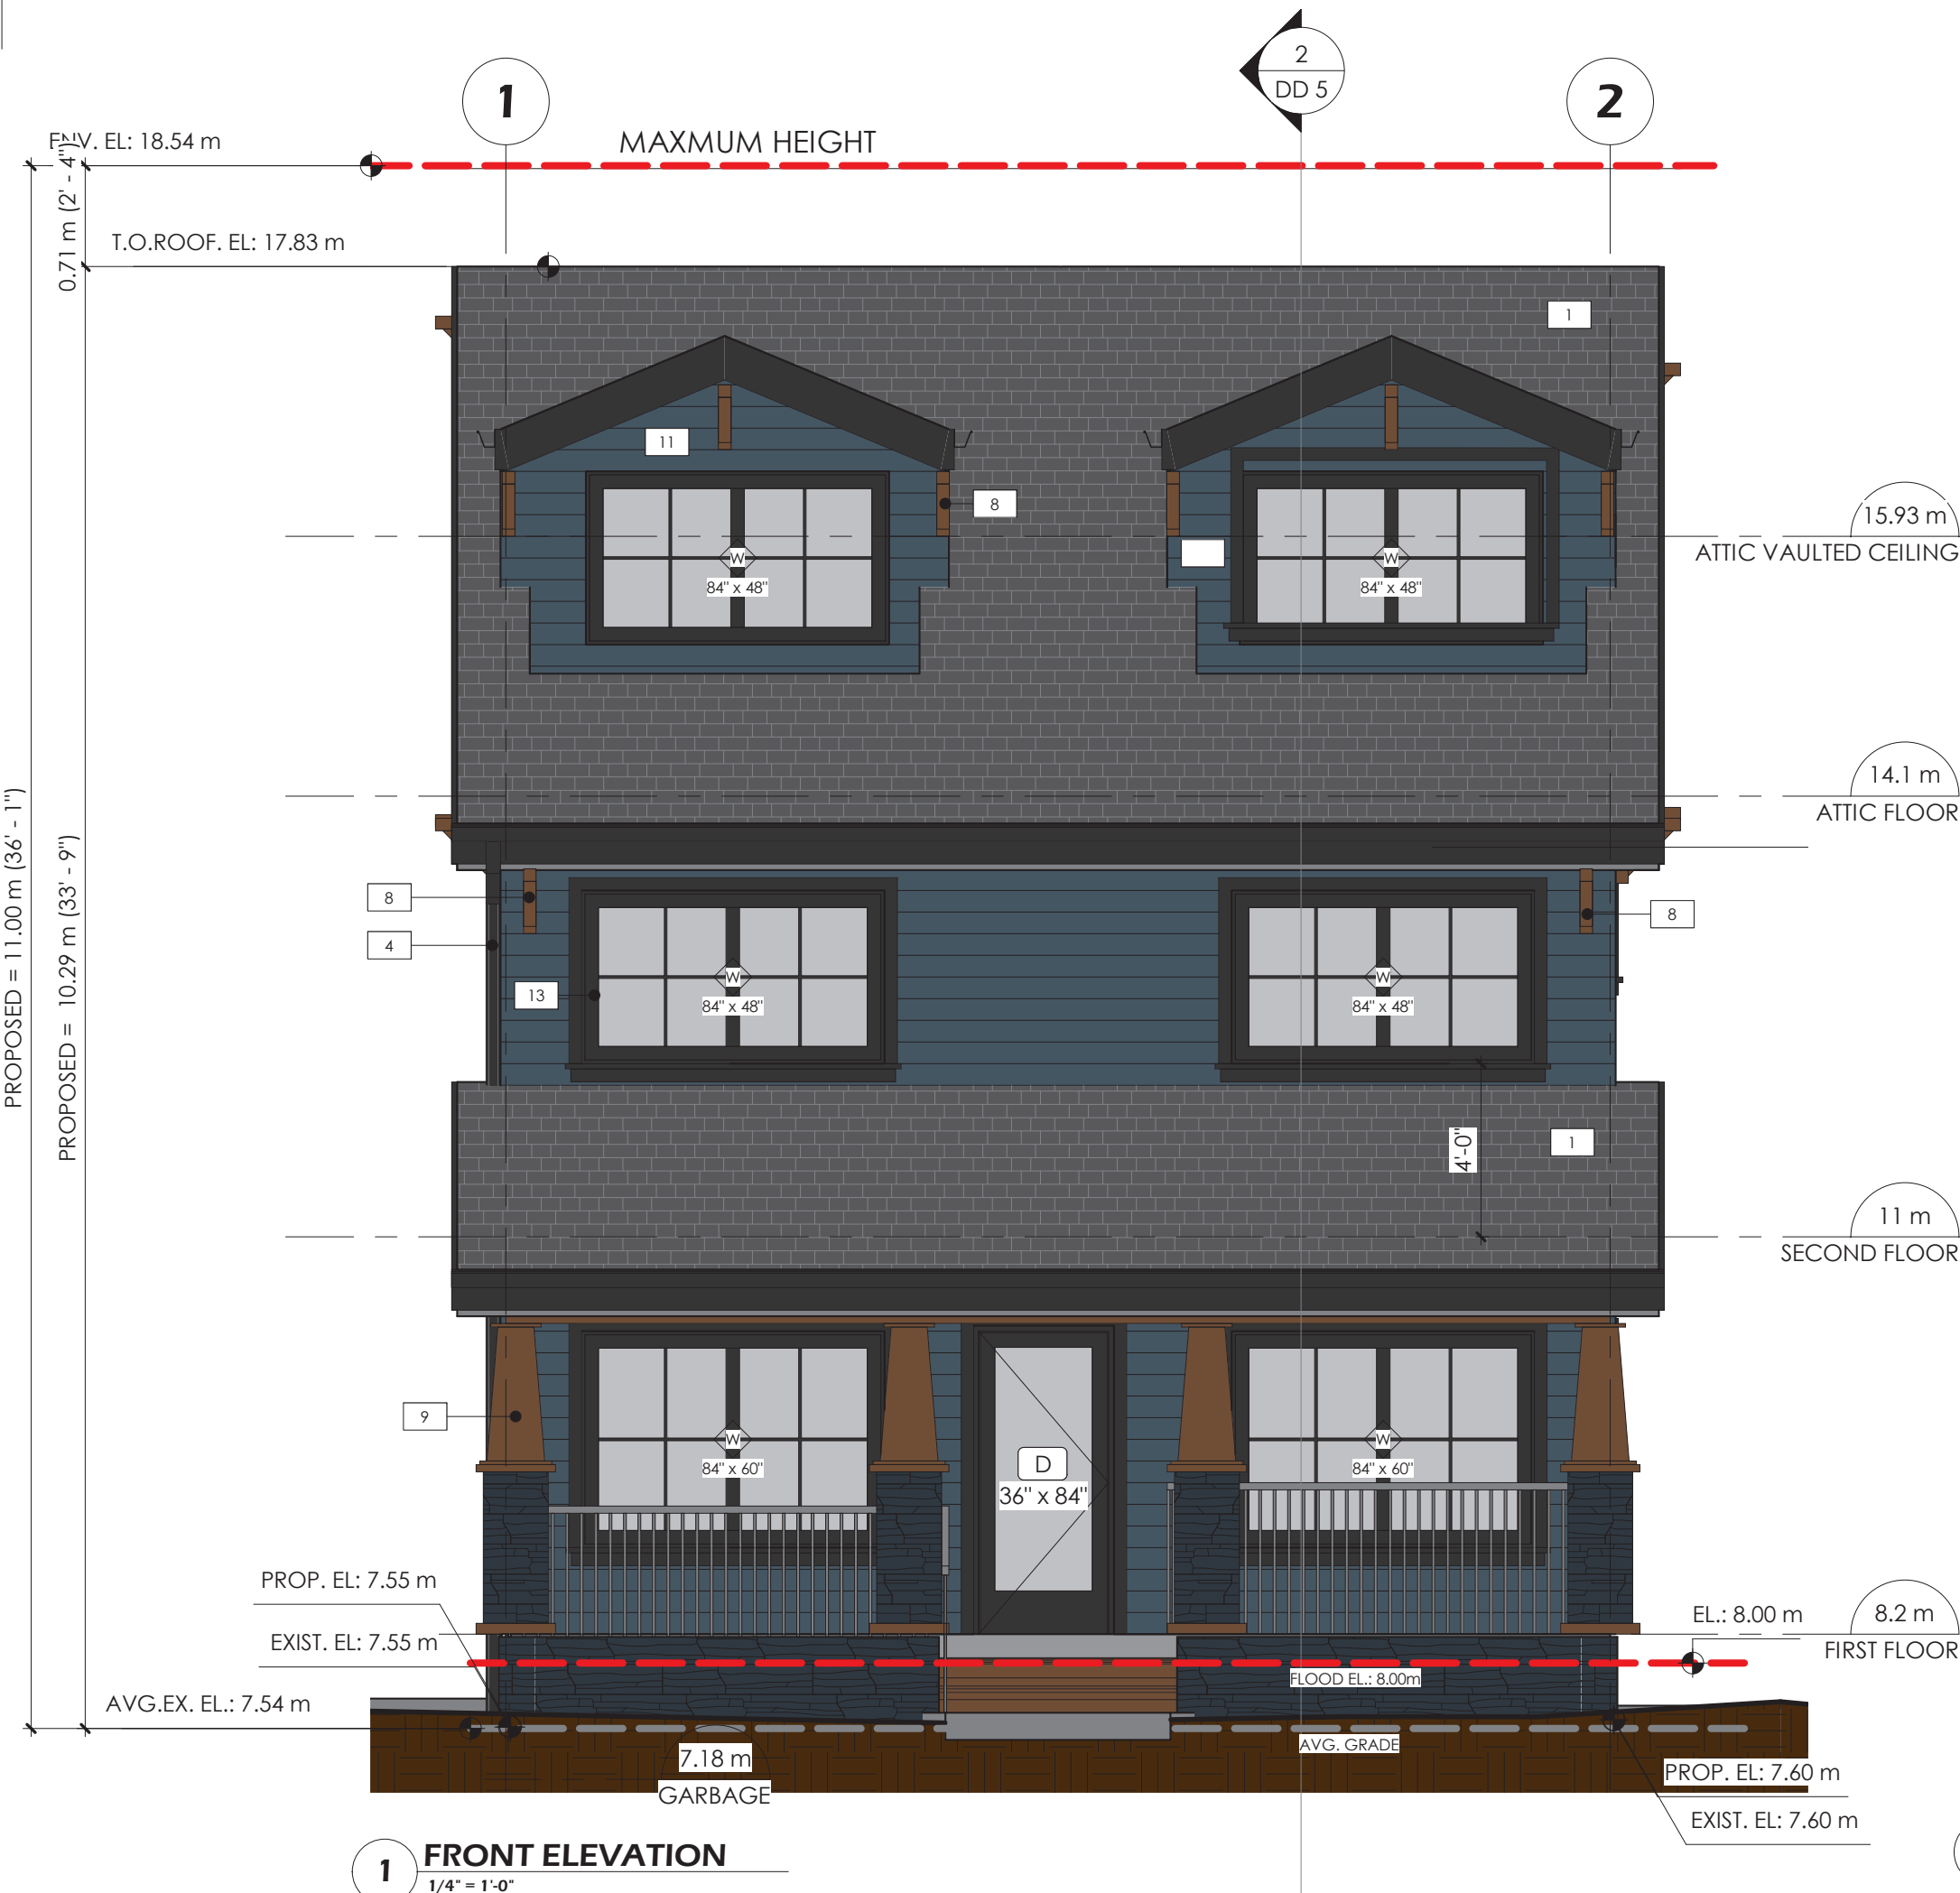 2
DD 5
1
2
ENV. EL: 18.54 m
MAXMUM HEIGHT
0.71 m (2' - 4")
T.O.ROOF. EL: 17.83 m
1
11
8
15.93 m
ATTIC VAULTED CEILING
W
84" x 48"
W
84" x 48"
14.1 m
ATTIC FLOOR
PROPOSED = 11.00 m (36' - 1")
PROPOSED = 10.29 m (33' - 9")
8
8
4
13
W
84" x 48"
W
84" x 48"
4'-0"
1
11 m
SECOND FLOOR
9
W
84" x 60"
D
36" x 84"
W
84" x 60"
PROP. EL: 7.55 m
EXIST. EL: 7.55 m
EL.: 8.00 m
8.2 m
FIRST FLOOR
FLOOD EL.: 8.00m
AVG.EX. EL.: 7.54 m
AVG. GRADE
7.18 m
GARBAGE
PROP. EL: 7.60 m
EXIST. EL: 7.60 m
1
FRONT ELEVATION
1/4" = 1'-0"